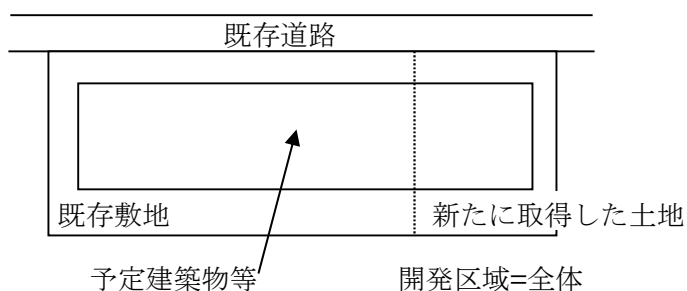 既存道路
既存敷地
新たに取得した土地
予定建築物等
開発区域=全体